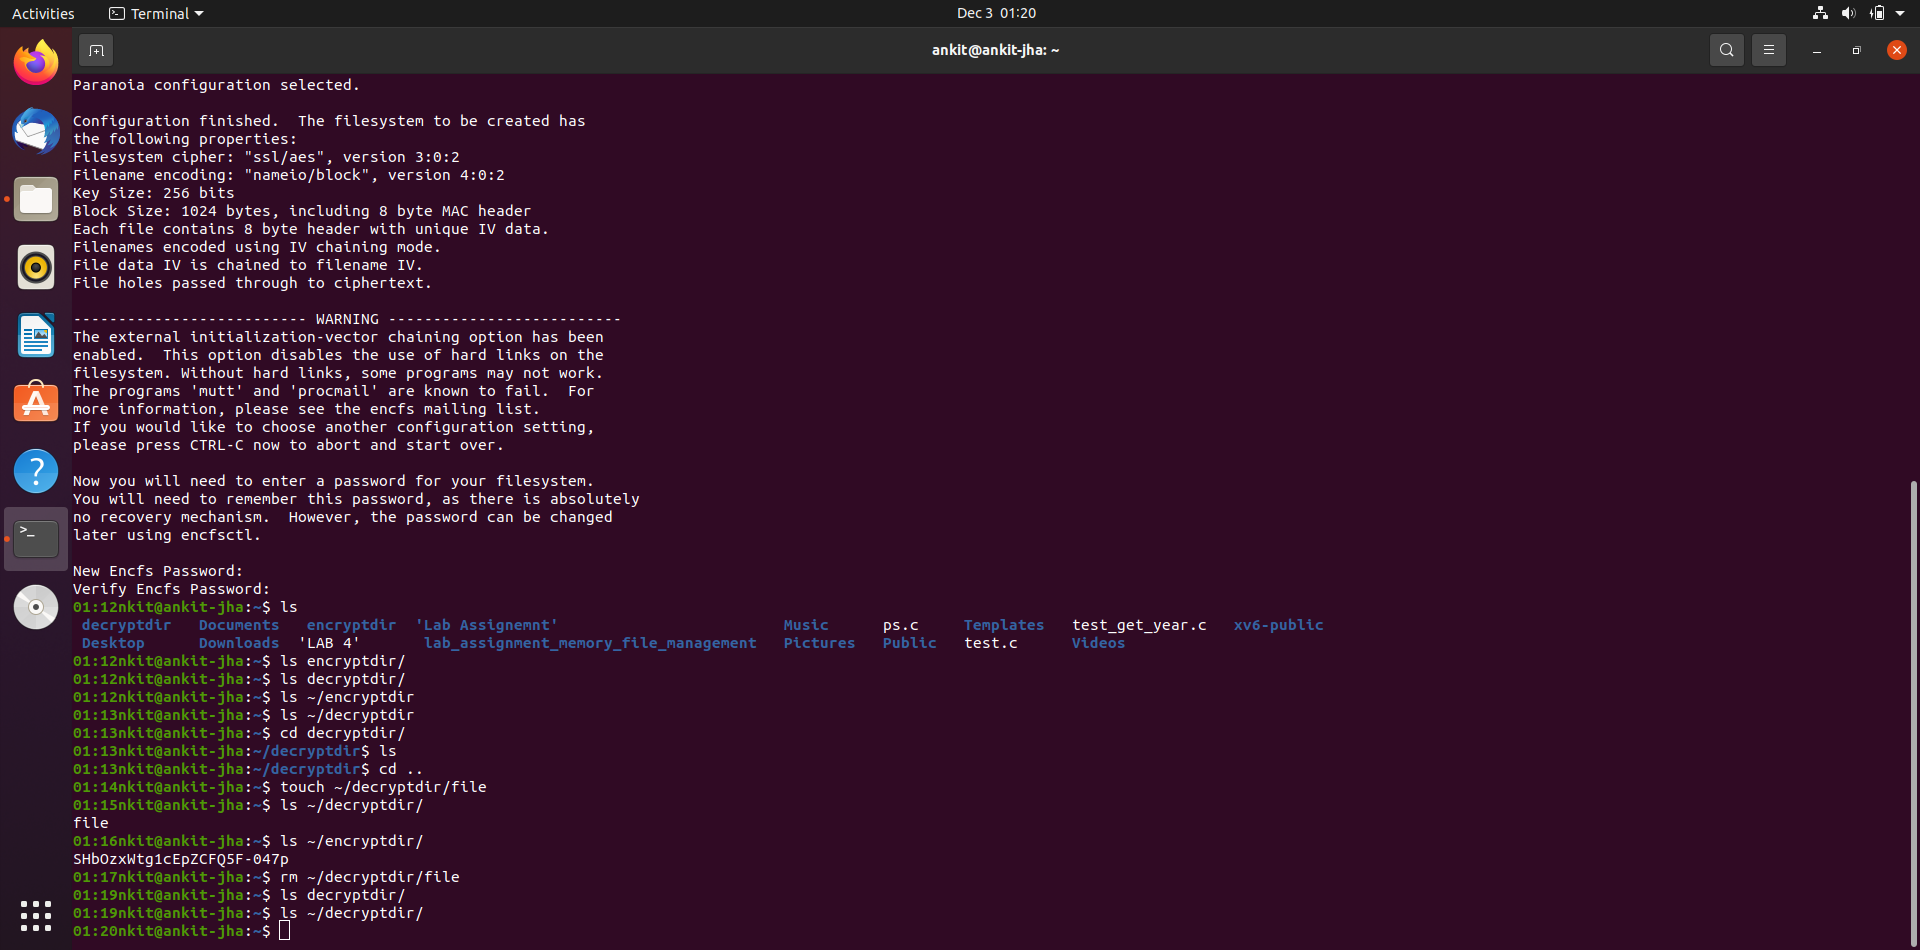 Activities Terminal Dec 3 01:20
ankit@ankit-jha: ~
Paranoia configuration selected.
Configuration finished.  The filesystem to be created has
the following properties:
Filesystem cipher: "ssl/aes", version 3:0:2
Filename encoding: "nameio/block", version 4:0:2
Key Size: 256 bits
Block Size: 1024 bytes, including 8 byte MAC header
Each file contains 8 byte header with unique IV data.
Filenames encoded using IV chaining mode.
File data IV is chained to filename IV.
File holes passed through to ciphertext.
-------------------------- WARNING --------------------------
The external initialization-vector chaining option has been
enabled.  This option disables the use of hard links on the
filesystem. Without hard links, some programs may not work.
The programs 'mutt' and 'procmail' are known to fail.  For
more information, please see the encfs mailing list.
If you would like to choose another configuration setting,
please press CTRL-C now to abort and start over.
Now you will need to enter a password for your filesystem.
You will need to remember this password, as there is absolutely
no recovery mechanism.  However, the password can be changed
later using encfsctl.
New Encfs Password:
Verify Encfs Password:
01:12nkit@ankit-jha:~$ ls
decryptdir   Documents   encryptdir  'Lab Assignemnt'   Music   ps.c   Templates   test_get_year.c   xv6-public
Desktop   Downloads  'LAB 4'   lab_assignment_memory_file_management   Pictures   Public   test.c   Videos
01:12nkit@ankit-jha:~$ ls encryptdir/
01:12nkit@ankit-jha:~$ ls decryptdir/
01:12nkit@ankit-jha:~$ ls ~/encryptdir
01:13nkit@ankit-jha:~$ ls ~/decryptdir
01:13nkit@ankit-jha:~$ cd decryptdir/
01:13nkit@ankit-jha:~/decryptdir$ ls
01:13nkit@ankit-jha:~/decryptdir$ cd ..
01:14nkit@ankit-jha:~$ touch ~/decryptdir/file
01:15nkit@ankit-jha:~$ ls ~/decryptdir/
file
01:16nkit@ankit-jha:~$ ls ~/encryptdir/
SHbOzxWtg1cEpZCFQ5F-047p
01:17nkit@ankit-jha:~$ rm ~/decryptdir/file
01:19nkit@ankit-jha:~$ ls decryptdir/
01:19nkit@ankit-jha:~$ ls ~/decryptdir/
01:20nkit@ankit-jha:~$